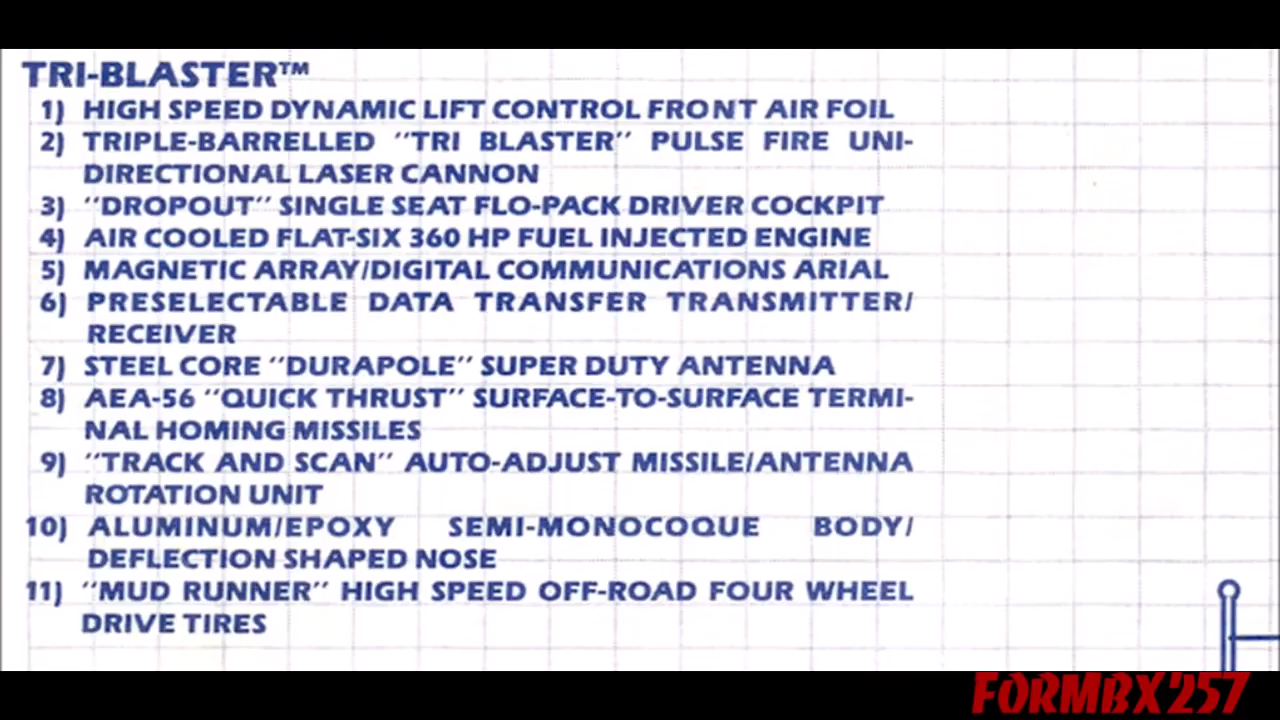 TRI-BLASTER™
1) HIGH SPEED DYNAMIC LIFT CONTROL FRONT AIR FOIL
2) TRIPLE-BARRELLED "TRI BLASTER" PULSE FIRE UNI-
DIRECTIONAL LASER CANNON
3) "DROPOUT" SINGLE SEAT FLO-PACK DRIVER COCKPIT
4) AIR COOLED FLAT-SIX 360 HP FUEL INJECTED ENGINE
5) MAGNETIC ARRAY/DIGITAL COMMUNICATIONS ARIAL
6) PRESELECTABLE DATA TRANSFER TRANSMITTER/
RECEIVER
7) STEEL CORE "DURAPOLE" SUPER DUTY ANTENNA
8) AEA-56 "QUICK THRUST" SURFACE-TO-SURFACE TERMI-
NAL HOMING MISSILES
9) "TRACK AND SCAN" AUTO-ADJUST MISSILE/ANTENNA
ROTATION UNIT
10) ALUMINUM/EPOXY SEMI-MONOCOQUE BODY/
DEFLECTION SHAPED NOSE
11) "MUD RUNNER" HIGH SPEED OFF-ROAD FOUR WHEEL
DRIVE TIRES
FORMBX257